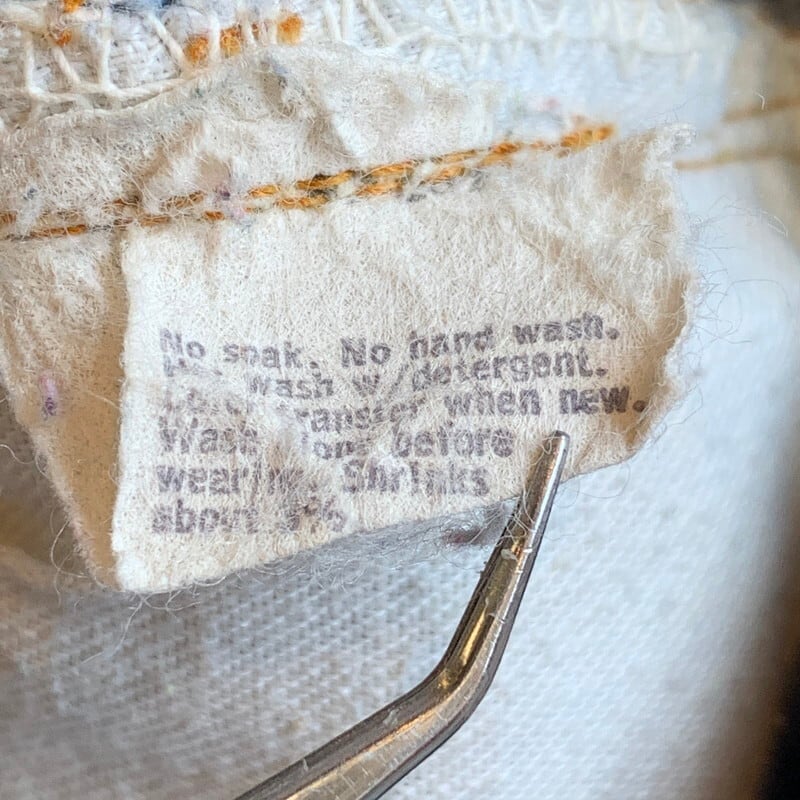 No soak. No hand wash.
wash w/ detergent.
transfer when new.
Wash before
Shrinks
about